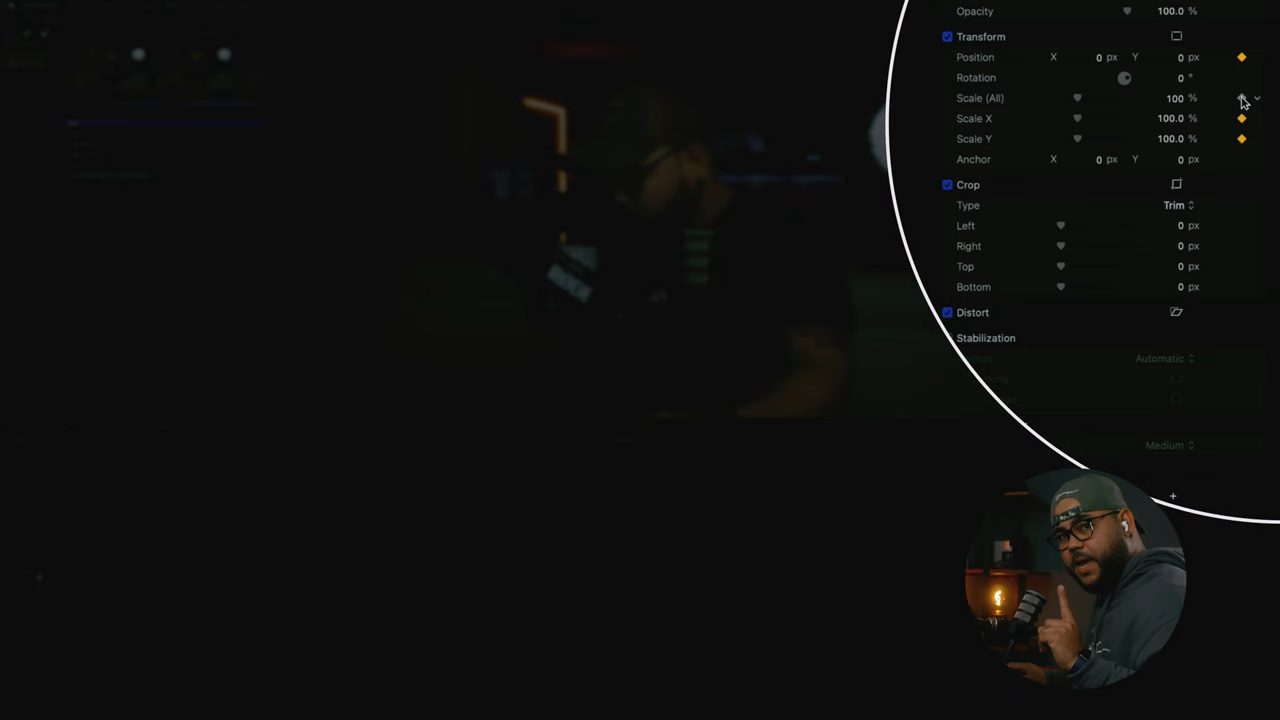 Opacity 100.0 %
Transform
Position X 0 px Y 0 px
Rotation 0 °
Scale (All) 100 %
Scale X 100.0 %
Scale Y 100.0 %
Anchor X 0 px Y 0 px
Crop
Type Trim
Left 0 px
Right 0 px
Top 0 px
Bottom 0 px
Distort
Stabilization
Automatic
1.0
Medium